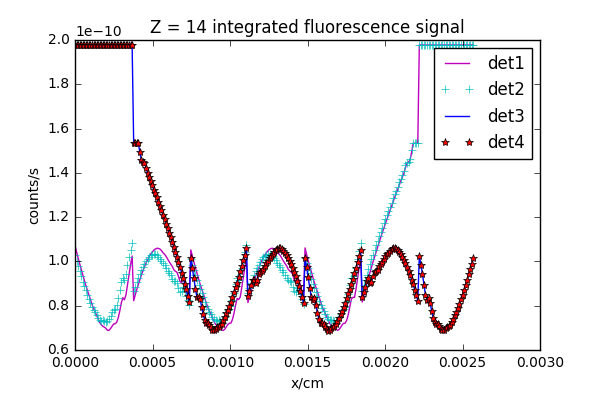 1e−10
Z = 14 integrated fluorescence signal
2.0
1.8
1.6
1.4
1.2
1.0
0.8
0.6
counts/s
det1
det2
det3
det4
0.0000
0.0005
0.0010
0.0015
0.0020
0.0025
0.0030
x/cm